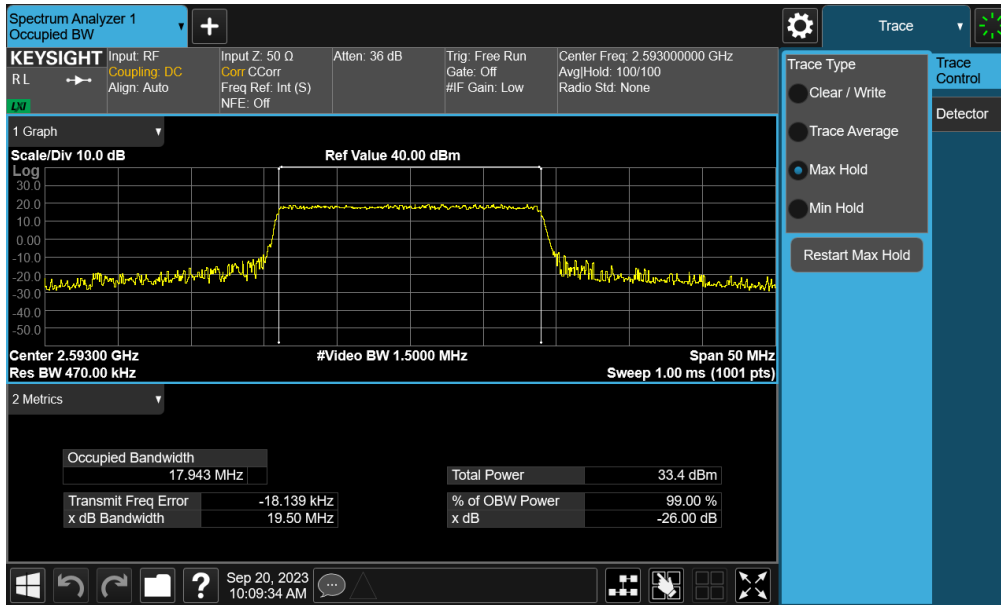 Spectrum Analyzer 1
Occupied BW
Trace
KEYSIGHT
R L
LXI
Input: RF
Coupling: DC
Align: Auto
Input Z: 50 Ω
Corr CCorr
Freq Ref: Int (S)
NFE: Off
Atten: 36 dB
Trig: Free Run
Gate: Off
#IF Gain: Low
Center Freq: 2.593000000 GHz
Avg|Hold: 100/100
Radio Std: None
Trace Type
Clear / Write
Trace Average
Max Hold
Min Hold
Restart Max Hold
Trace
Control
Detector
1 Graph
Scale/Div 10.0 dB
Ref Value 40.00 dBm
Log
30.0
20.0
10.0
0.00
-10.0
-20.0
-30.0
-40.0
-50.0
Center 2.59300 GHz
#Video BW 1.5000 MHz
Span 50 MHz
Res BW 470.00 kHz
Sweep 1.00 ms (1001 pts)
2 Metrics
Occupied Bandwidth
17.943 MHz
Total Power 33.4 dBm
Transmit Freq Error -18.139 kHz
% of OBW Power 99.00 %
x dB Bandwidth 19.50 MHz
x dB -26.00 dB
?
Sep 20, 2023
10:09:34 AM